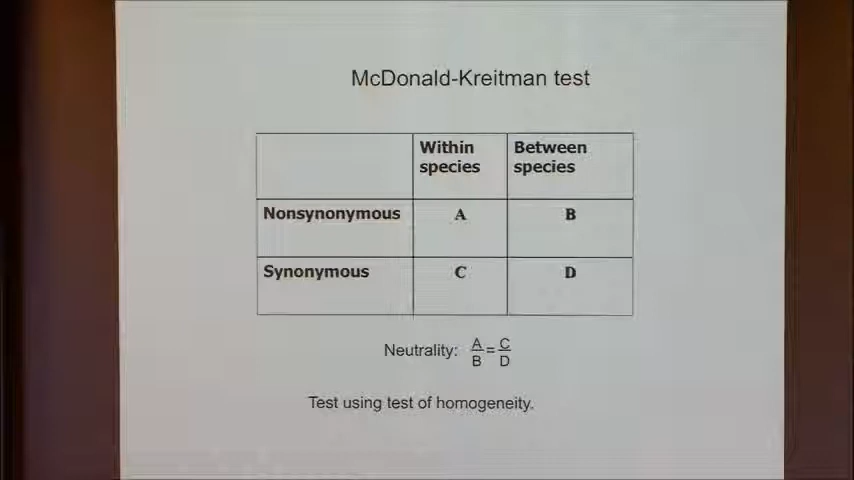 McDonald-Kreitman test
Within species
Between species
Nonsynonymous A B
Synonymous C D
Neutrality: A/B = C/D
Test using test of homogeneity.